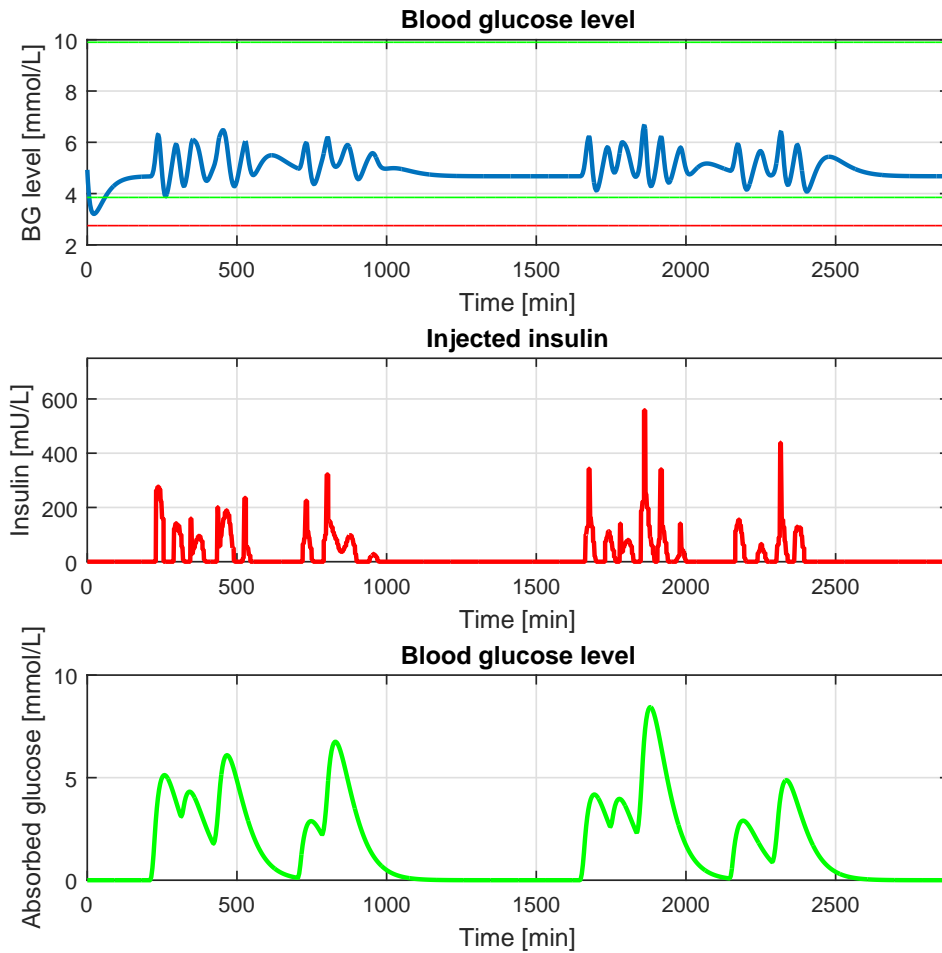 Blood glucose level
BG level [mmol/L]
10
8
6
4
2
0 500 1000 1500 2000 2500
Time [min]
Injected insulin
Insulin [mU/L]
600
400
200
0
0 500 1000 1500 2000 2500
Time [min]
Blood glucose level
Absorbed glucose [mmol/L]
10
5
0
0 500 1000 1500 2000 2500
Time [min]